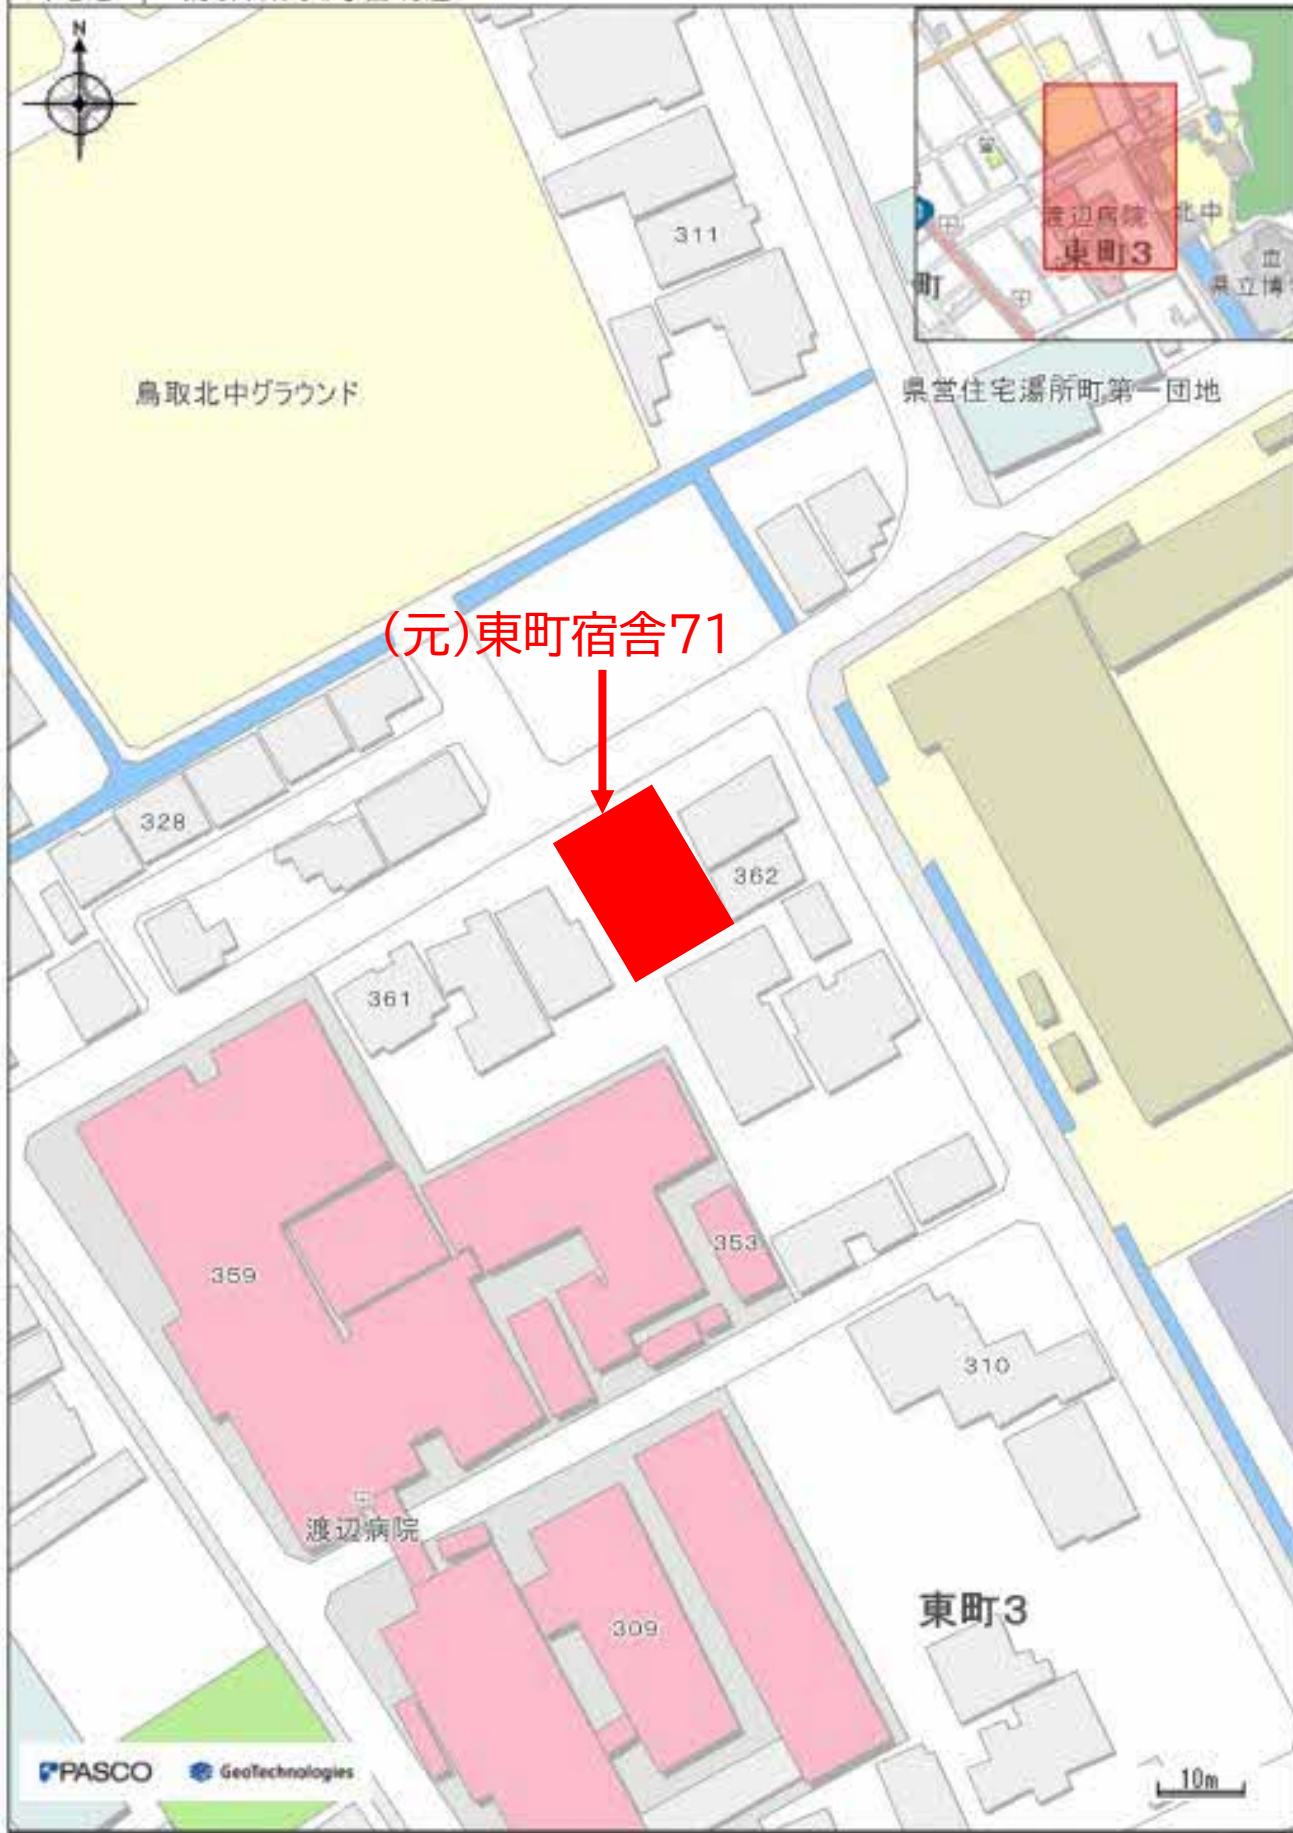 N
311
渡辺病院
北中
東町3
町
県立博
鳥取北中グラウンド
県営住宅湯所町第一団地
(元)東町宿舎71
328
362
361
359
353
310
渡辺病院
309
東町3
PASCO
GeoTechnologies
10m